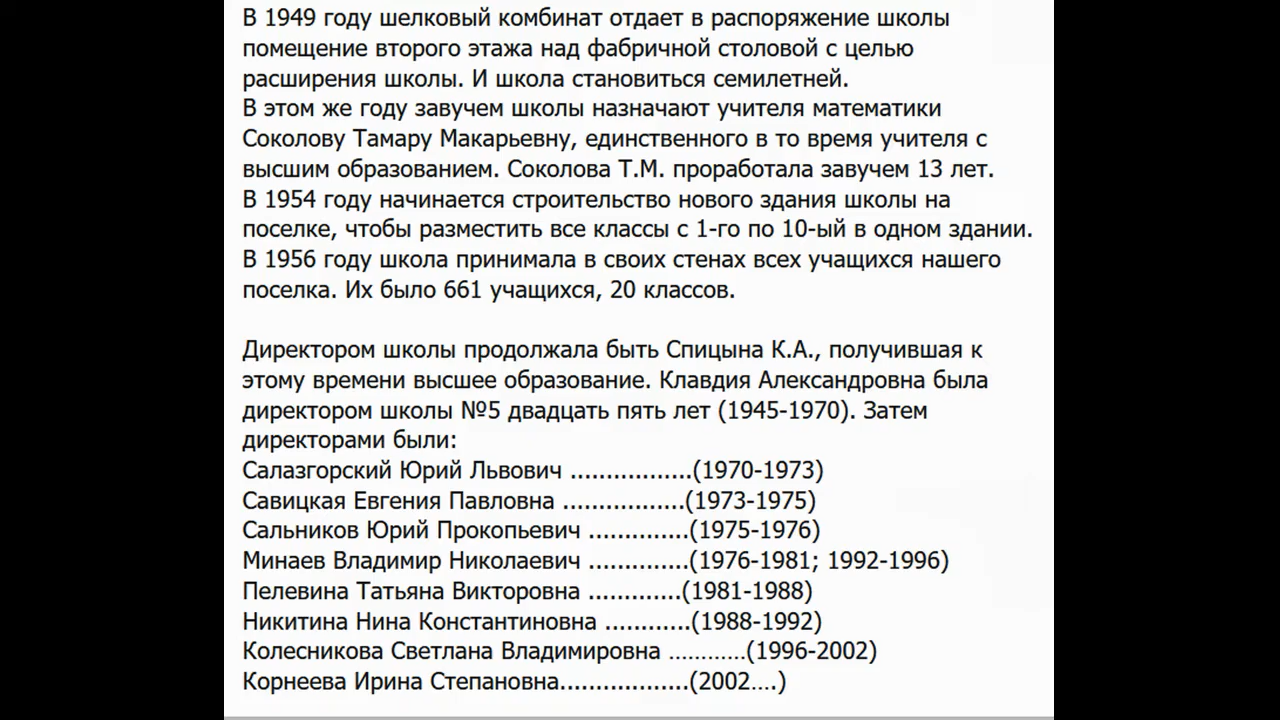 В 1949 году шелковый комбинат отдает в распоряжение школы
помещение второго этажа над фабричной столовой с целью
расширения школы. И школа становиться семилетней.
В этом же году завучем школы назначают учителя математики
Соколову Тамару Макарьевну, единственного в то время учителя с
высшим образованием. Соколова Т.М. проработала завучем 13 лет.
В 1954 году начинается строительство нового здания школы на
поселке, чтобы разместить все классы с 1-го по 10-ый в одном здании.
В 1956 году школа принимала в своих стенах всех учащихся нашего
поселка. Их было 661 учащихся, 20 классов.
Директором школы продолжала быть Спицына К.А., получившая к
этому времени высшее образование. Клавдия Александровна была
директором школы №5 двадцать пять лет (1945-1970). Затем
директорами были:
Салазгорский Юрий Львович .................(1970-1973)
Савицкая Евгения Павловна .................(1973-1975)
Сальников Юрий Прокопьевич ..............(1975-1976)
Минаев Владимир Николаевич ..............(1976-1981; 1992-1996)
Пелевина Татьяна Викторовна .............(1981-1988)
Никитина Нина Константиновна ............(1988-1992)
Колесникова Светлана Владимировна ............(1996-2002)
Корнеева Ирина Степановна..................(2002....)